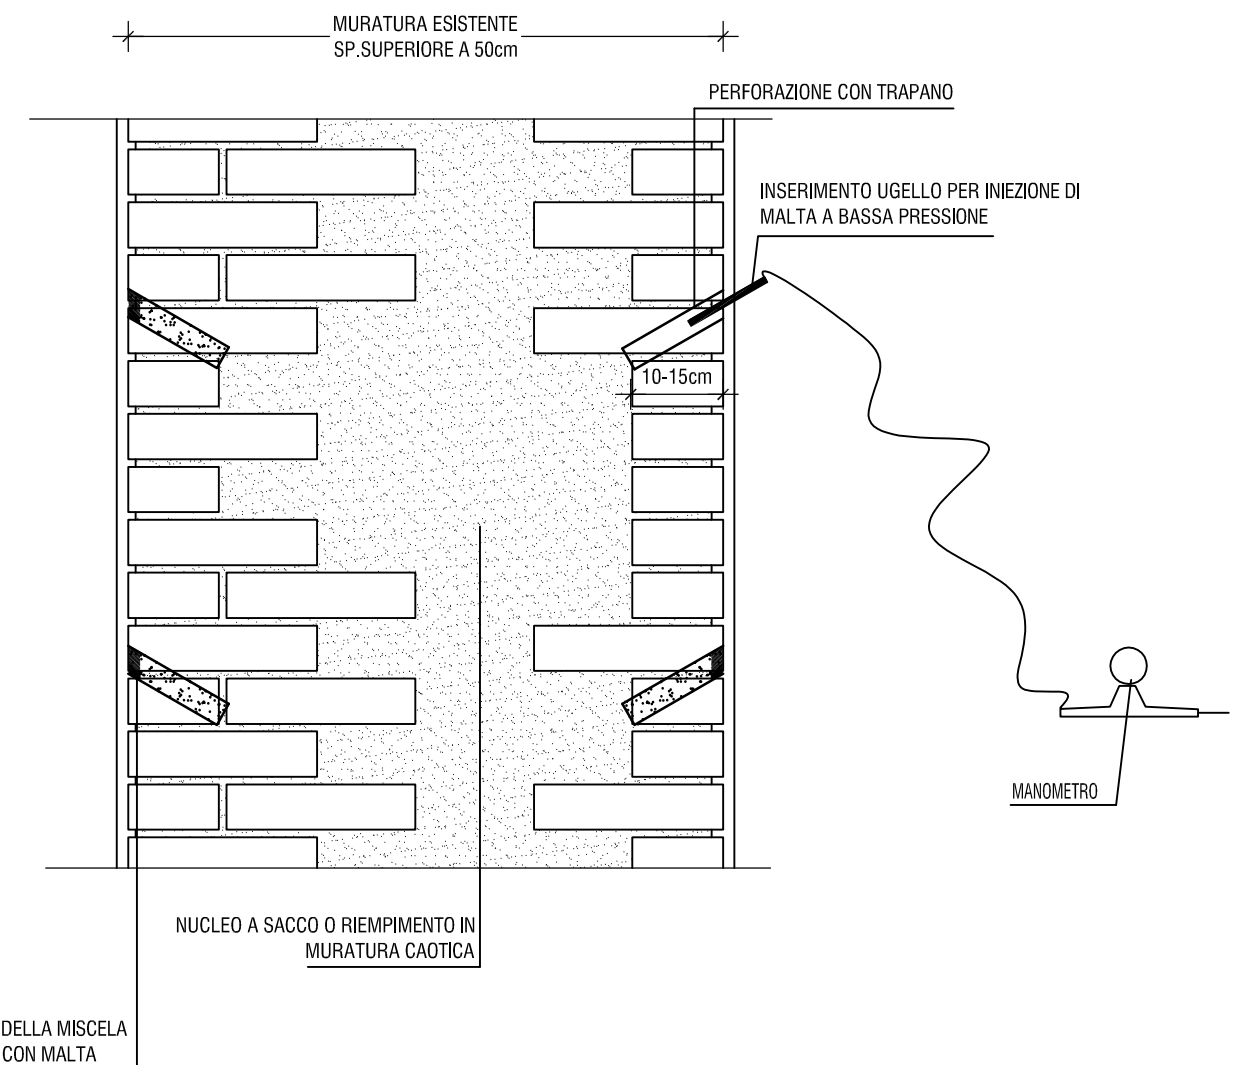 MURATURA ESISTENTE
SP.SUPERIORE A 50cm
PERFORAZIONE CON TRAPANO
INSERIMENTO UGELLO PER INIEZIONE DI
MALTA A BASSA PRESSIONE
10-15cm
MANOMETRO
NUCLEO A SACCO O RIEMPIMENTO IN
MURATURA CAOTICA
DELLA MISCELA
CON MALTA